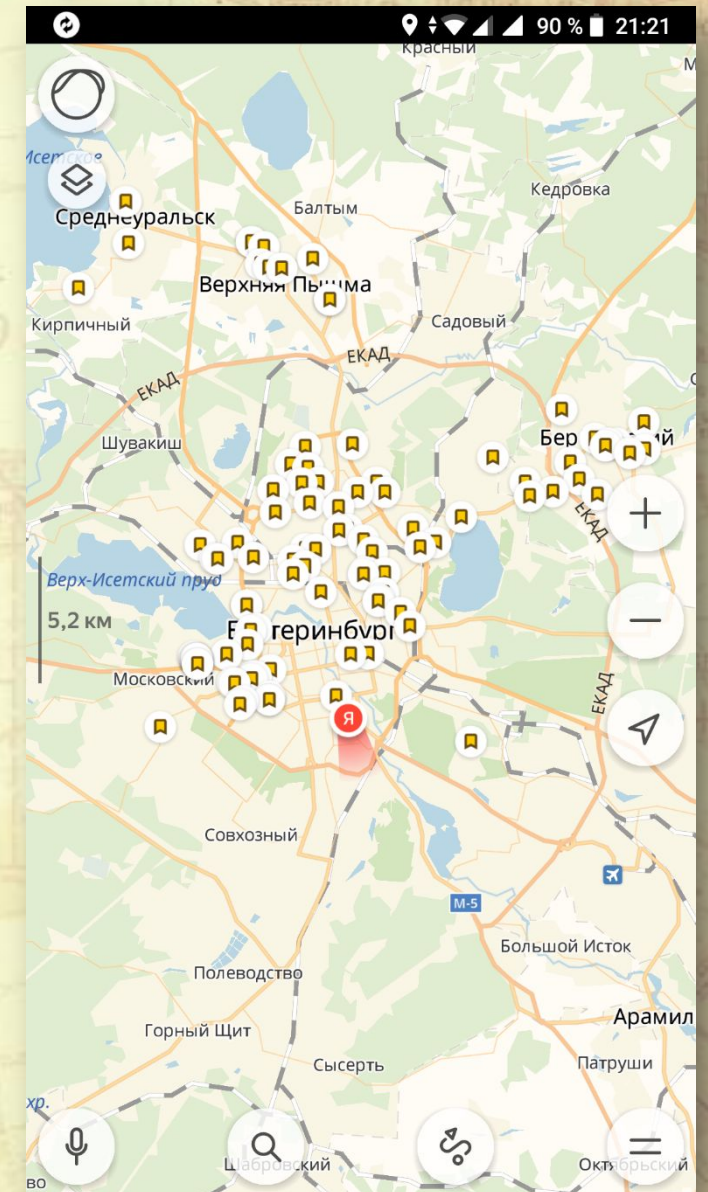 90 % 21:21
Красный
Исетское
Кедровка
Среднеуральск
Балтым
Верхняя Пышма
Кирпичный
Садовый
ЕКАД
ЕКАД
Шувакиш
ЕКАД
Верх-Исетский пруд
5,2 км
Московский
ЕКАД
Я
Совхозный
М-5
Большой Исток
Полеводство
Арамил
Горный Щит
Сысерть
Патруши
хр.